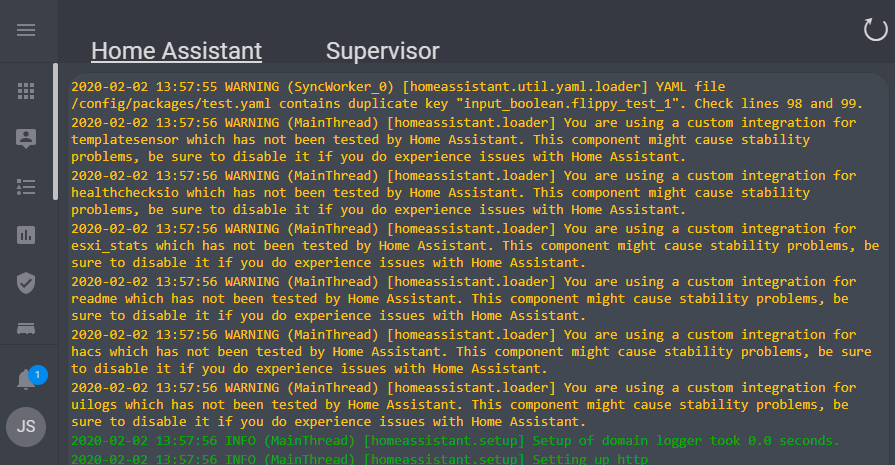 Home Assistant
Supervisor
2020-02-02 13:57:55 WARNING (SyncWorker_0) [homeassistant.util.yaml.loader] YAML file
/config/packages/test.yaml contains duplicate key "input_boolean.flippy_test_1". Check lines 98 and 99.
2020-02-02 13:57:56 WARNING (MainThread) [homeassistant.loader] You are using a custom integration for
templatesensor which has not been tested by Home Assistant. This component might cause stability
problems, be sure to disable it if you do experience issues with Home Assistant.
2020-02-02 13:57:56 WARNING (MainThread) [homeassistant.loader] You are using a custom integration for
healthchecksio which has not been tested by Home Assistant. This component might cause stability
problems, be sure to disable it if you do experience issues with Home Assistant.
2020-02-02 13:57:56 WARNING (MainThread) [homeassistant.loader] You are using a custom integration for
esxi_stats which has not been tested by Home Assistant. This component might cause stability problems, be
sure to disable it if you do experience issues with Home Assistant.
2020-02-02 13:57:56 WARNING (MainThread) [homeassistant.loader] You are using a custom integration for
readme which has not been tested by Home Assistant. This component might cause stability problems, be
sure to disable it if you do experience issues with Home Assistant.
2020-02-02 13:57:56 WARNING (MainThread) [homeassistant.loader] You are using a custom integration for
hacs which has not been tested by Home Assistant. This component might cause stability problems, be sure
to disable it if you do experience issues with Home Assistant.
2020-02-02 13:57:56 WARNING (MainThread) [homeassistant.loader] You are using a custom integration for
uilogs which has not been tested by Home Assistant. This component might cause stability problems, be
sure to disable it if you do experience issues with Home Assistant.
2020-02-02 13:57:56 INFO (MainThread) [homeassistant.setup] Setup of domain logger took 0.0 seconds.
2020-02-02 13:57:56 INFO (MainThread) [homeassistant.setup] Setting up http
1
JS